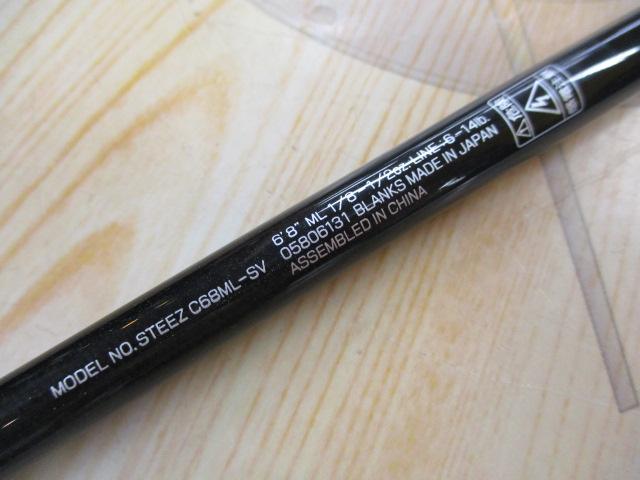 MODEL NO. STEEZ C68ML-SV
6'8" ML 1/8-1/2oz. LINE 6-14lb.
05806131 BLANKS MADE IN JAPAN
ASSEMBLED IN CHINA